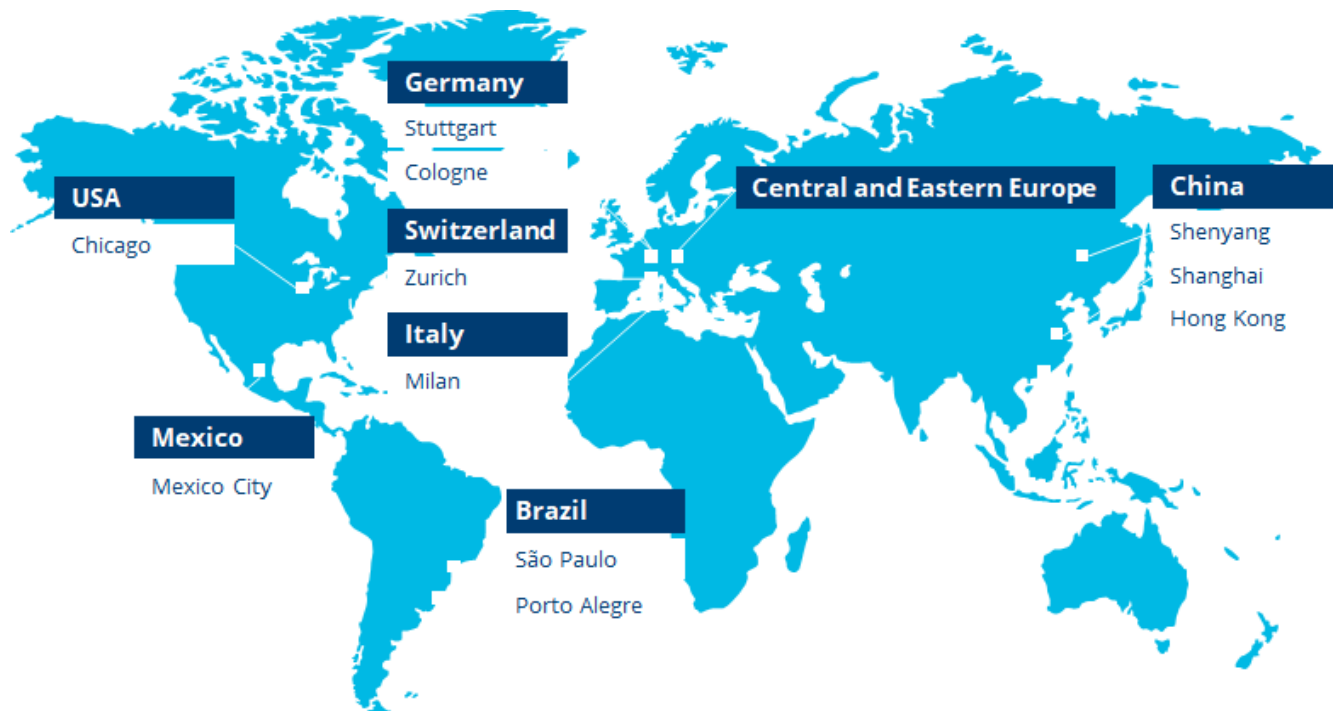 Germany
Stuttgart
Cologne
USA
Chicago
Switzerland
Zurich
Italy
Milan
Central and Eastern Europe
China
Shenyang
Shanghai
Hong Kong
Mexico
Mexico City
Brazil
São Paulo
Porto Alegre